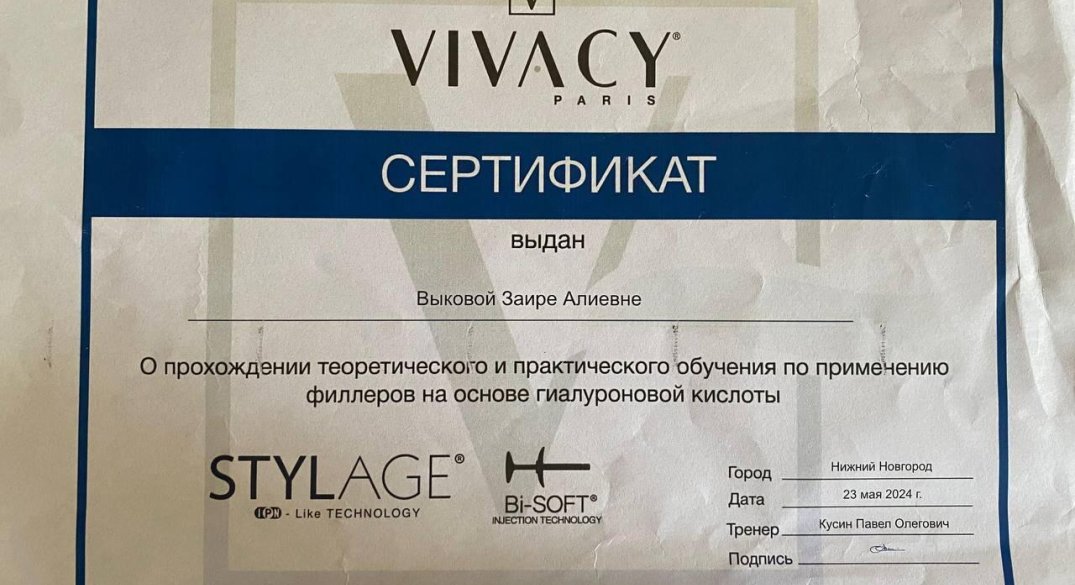 V
VIVACY®
PARIS
СЕРТИФИКАТ
выдан
Выковой Заире Алиевне
О прохождении теоретического и практического обучения по применению
филлеров на основе гиалуроновой кислоты
STYLAGE®
IPN - Like TECHNOLOGY
Bi-SOFT®
INJECTION TECHNOLOGY
Город Нижний Новгород
Дата 23 мая 2024 г.
Тренер Кусин Павел Олегович
Подпись